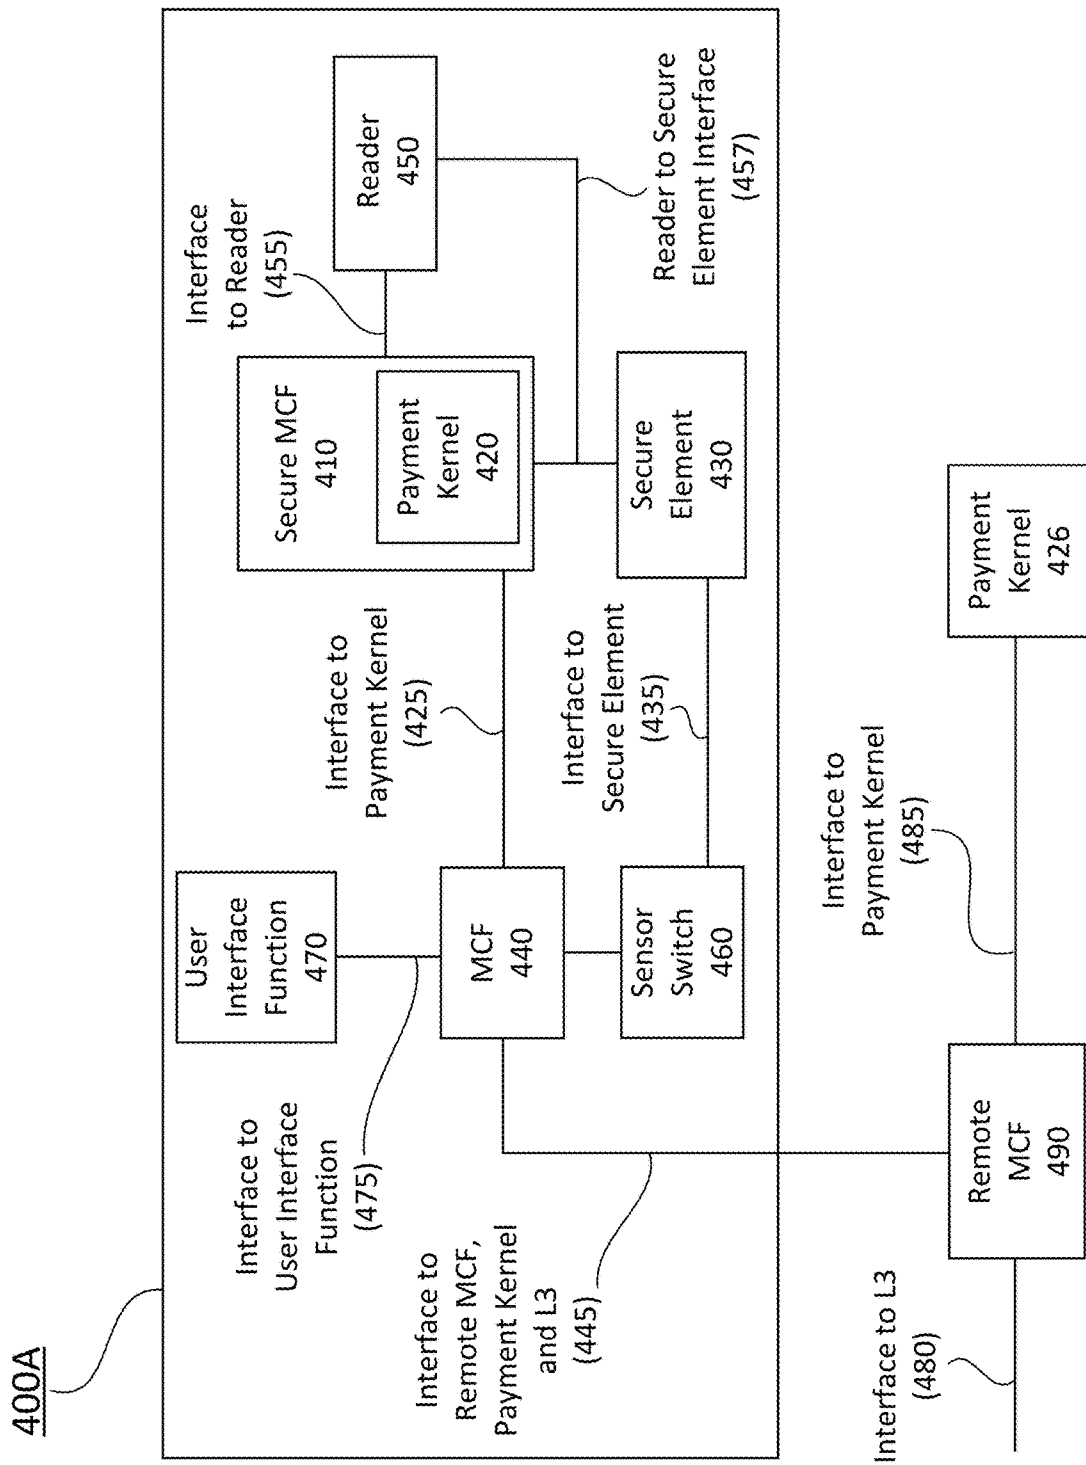 400A
User
Interface
Function
470
Interface to
User Interface
Function
(475)
Interface to
Remote MCF,
Payment Kernel
and L3
(445)
MCF
440
Sensor
Switch
460
Interface to
Payment Kernel
(425)
Interface to
Secure Element
(435)
Secure MCF
410
Payment
Kernel
420
Secure
Element
430
Interface
to Reader
(455)
Reader
450
Reader to Secure
Element Interface
(457)
Interface to L3
(480)
Remote
MCF
490
Interface to
Payment Kernel
(485)
Payment
Kernel
426